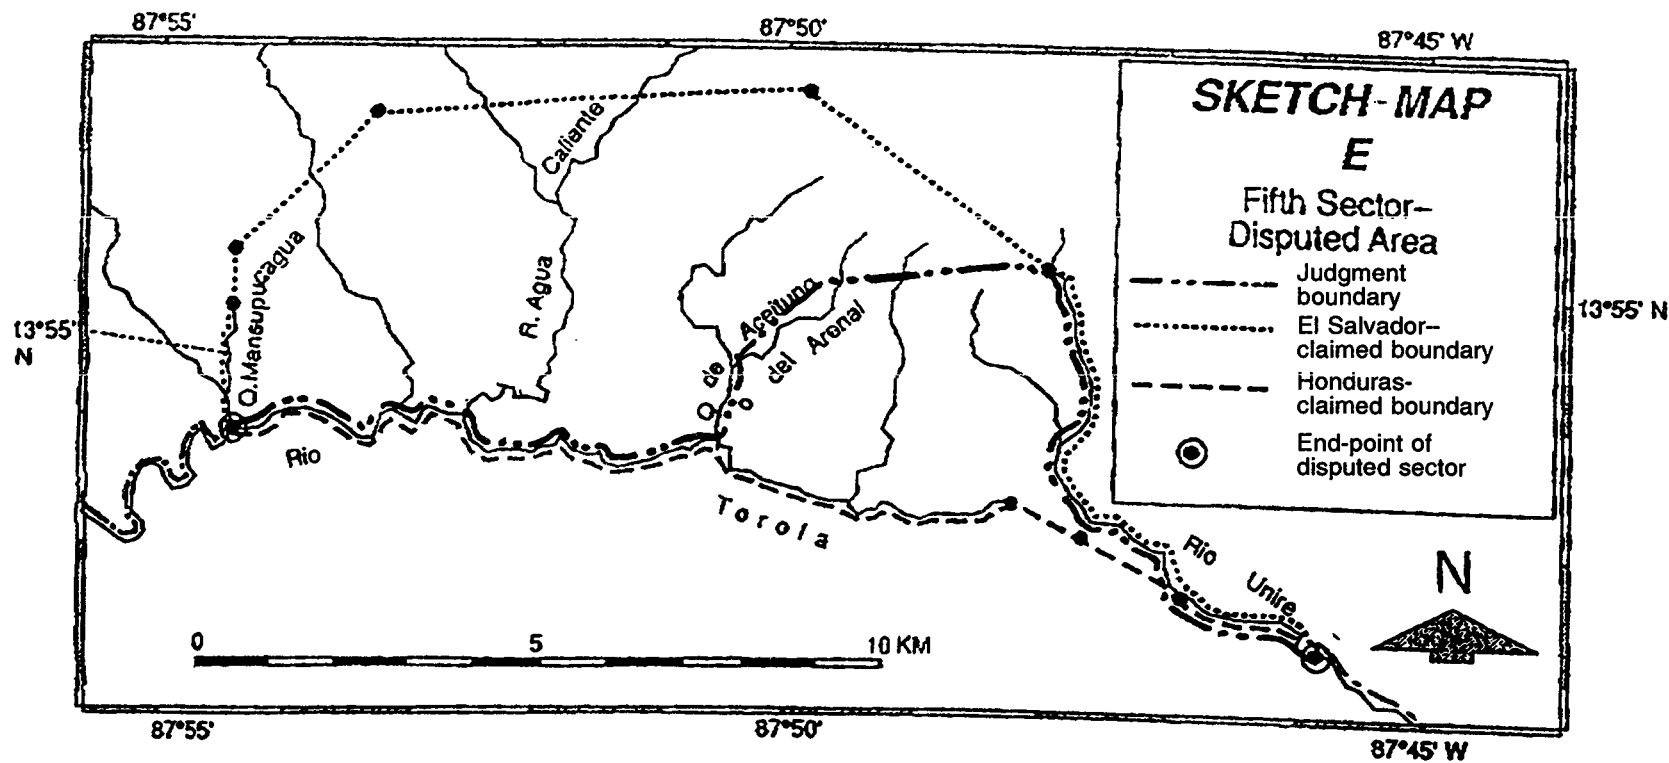 87°55'
87°50'
87°45' W
SKETCH-MAP
E
Fifth Sector–
Disputed Area
Judgment
boundary
El Salvador–
claimed boundary
Honduras-
claimed boundary
End-point of
disputed sector
Caliente
R. Agua
Q.Mansupucagua
13°55'
N
13°55' N
Q. de Aceituno
o del Arenal
Rio
Torola
Rio
Unire
N
0 5 10 KM
87°55'
87°50'
87°45' W